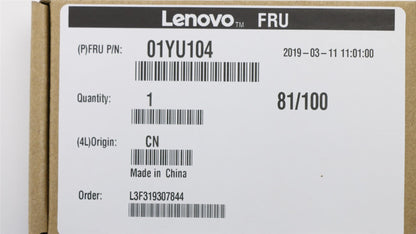 Lenovo™ FRU
(P)FRU P/N: 01YU104 2019-03-11 11:01:00
Quantity: 1 81/100
(4L)Origin: CN
Made in China
Order: L3F319307844